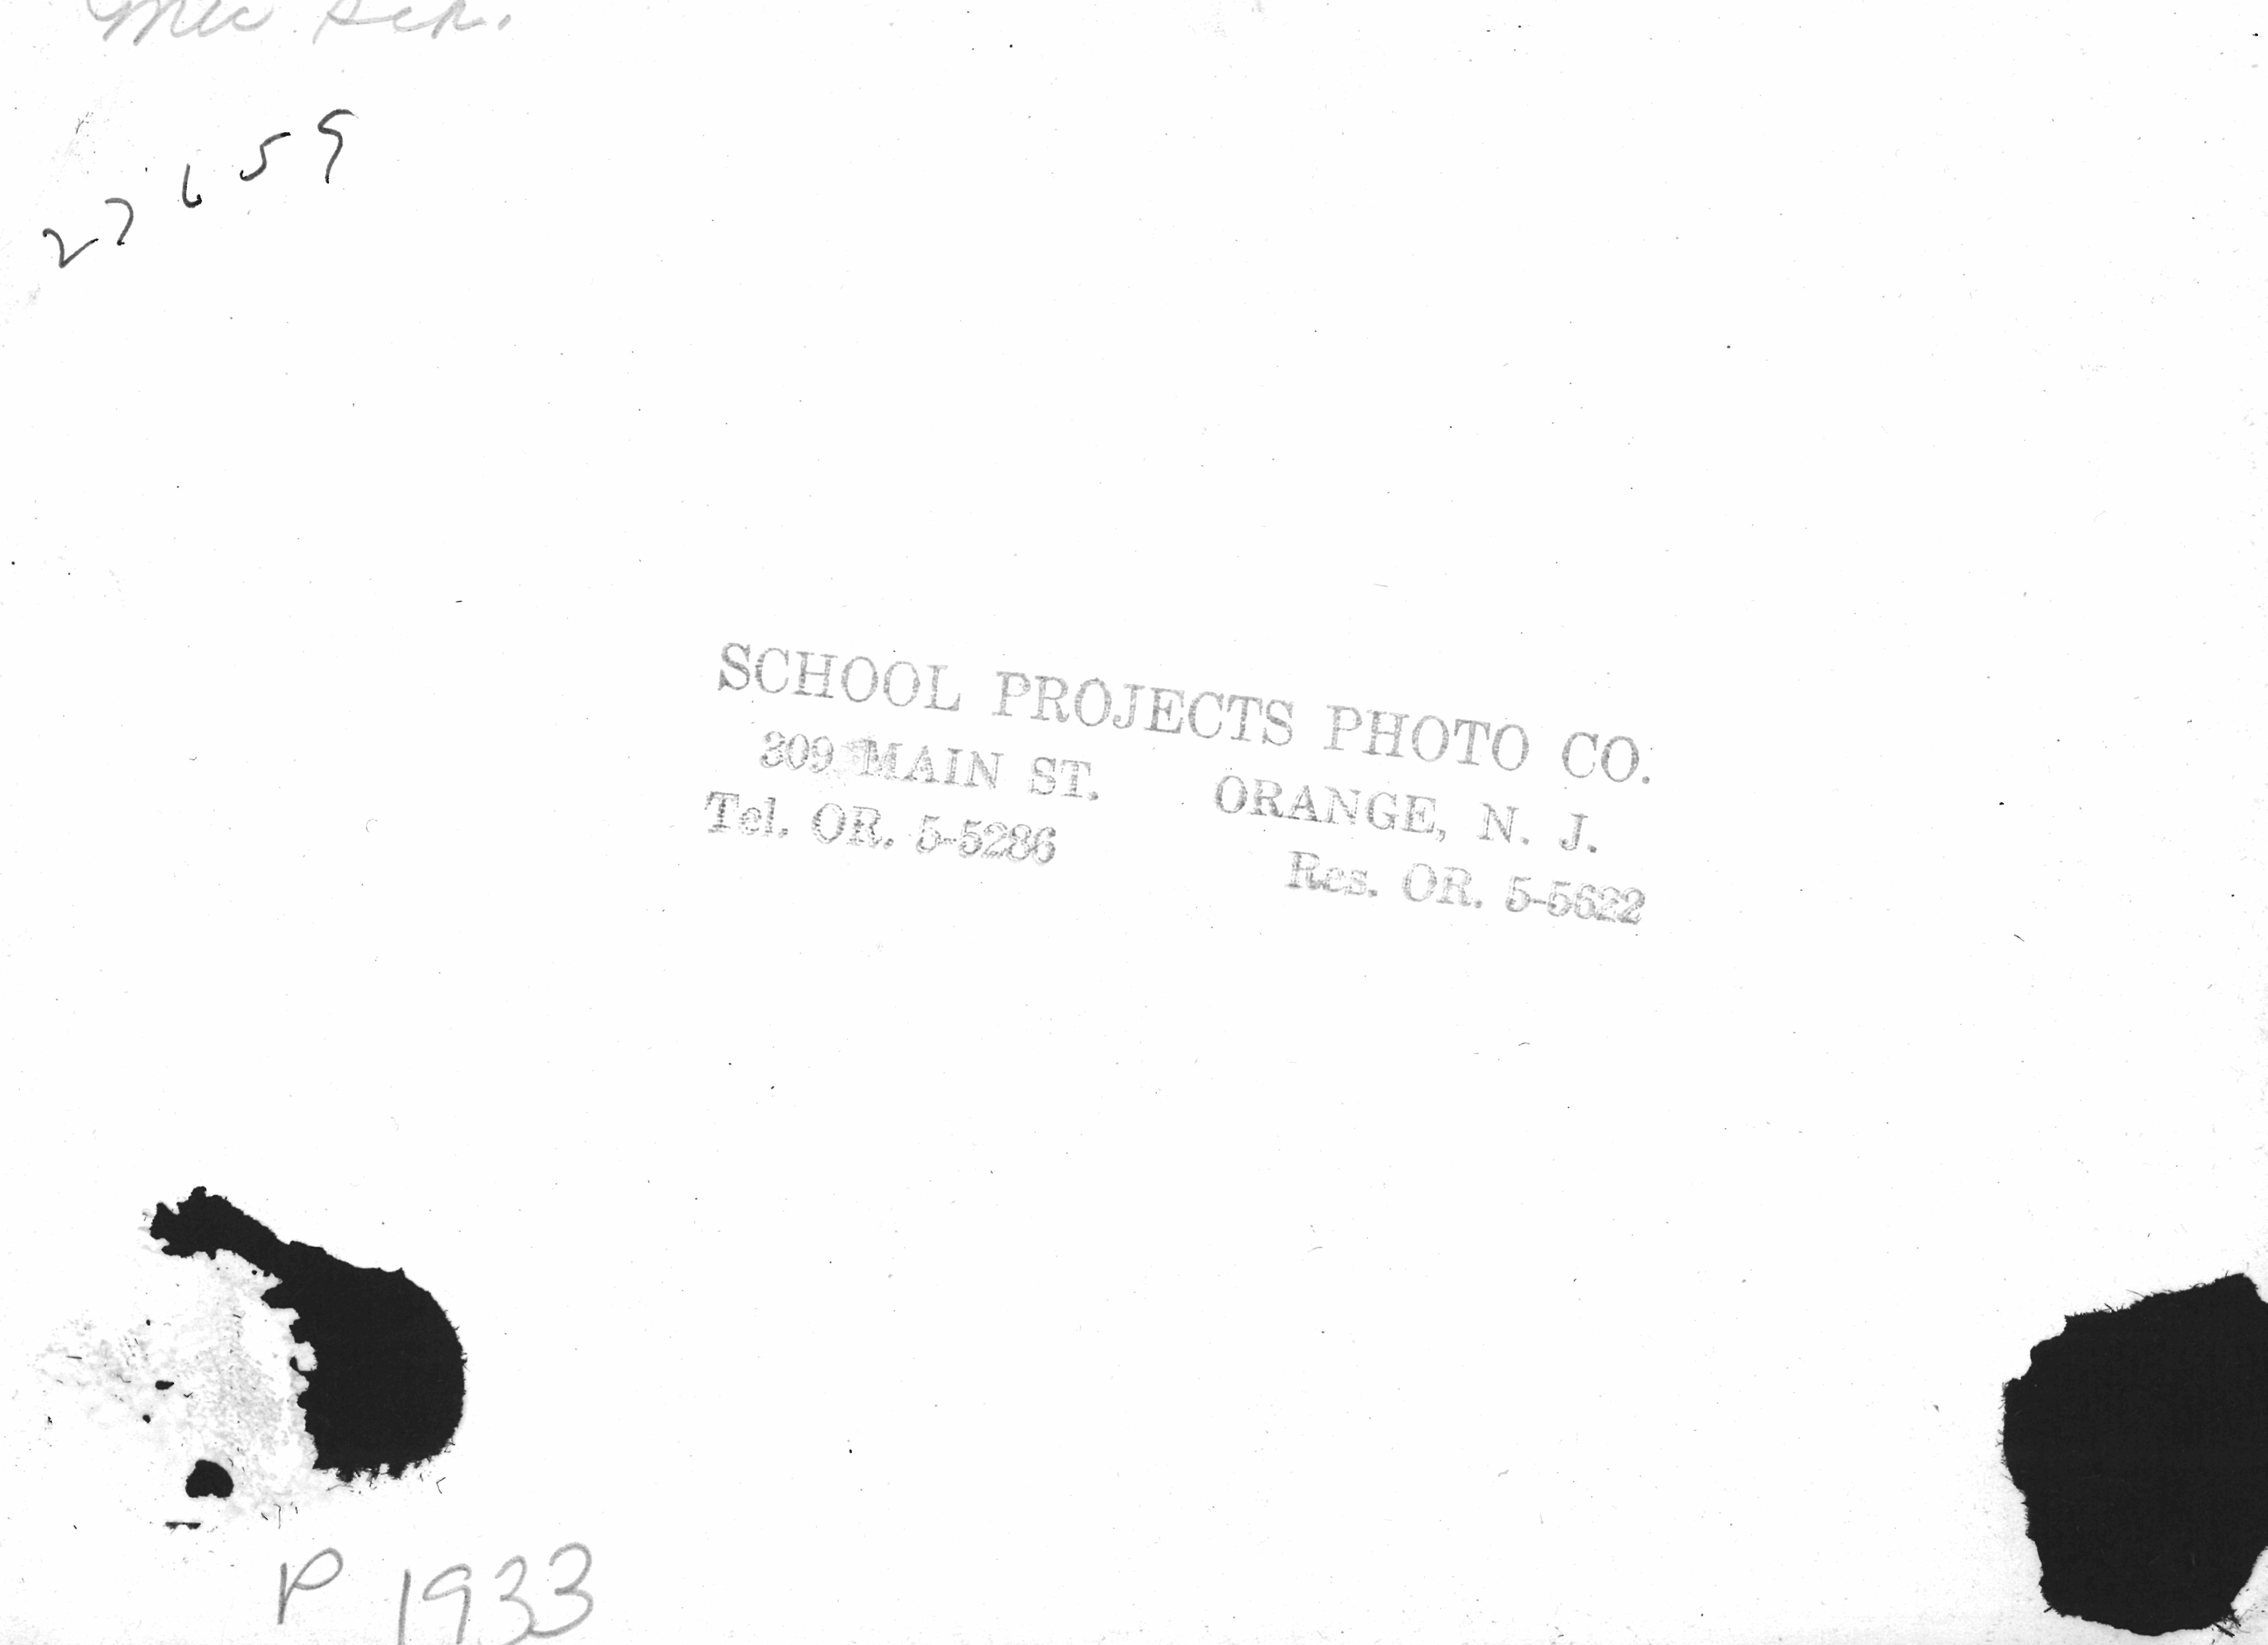 27659
SCHOOL PROJECTS PHOTO CO.
309 MAIN ST. ORANGE, N. J.
Tel. OR. 5-5286 Res. OR. 5-5622
P 1933